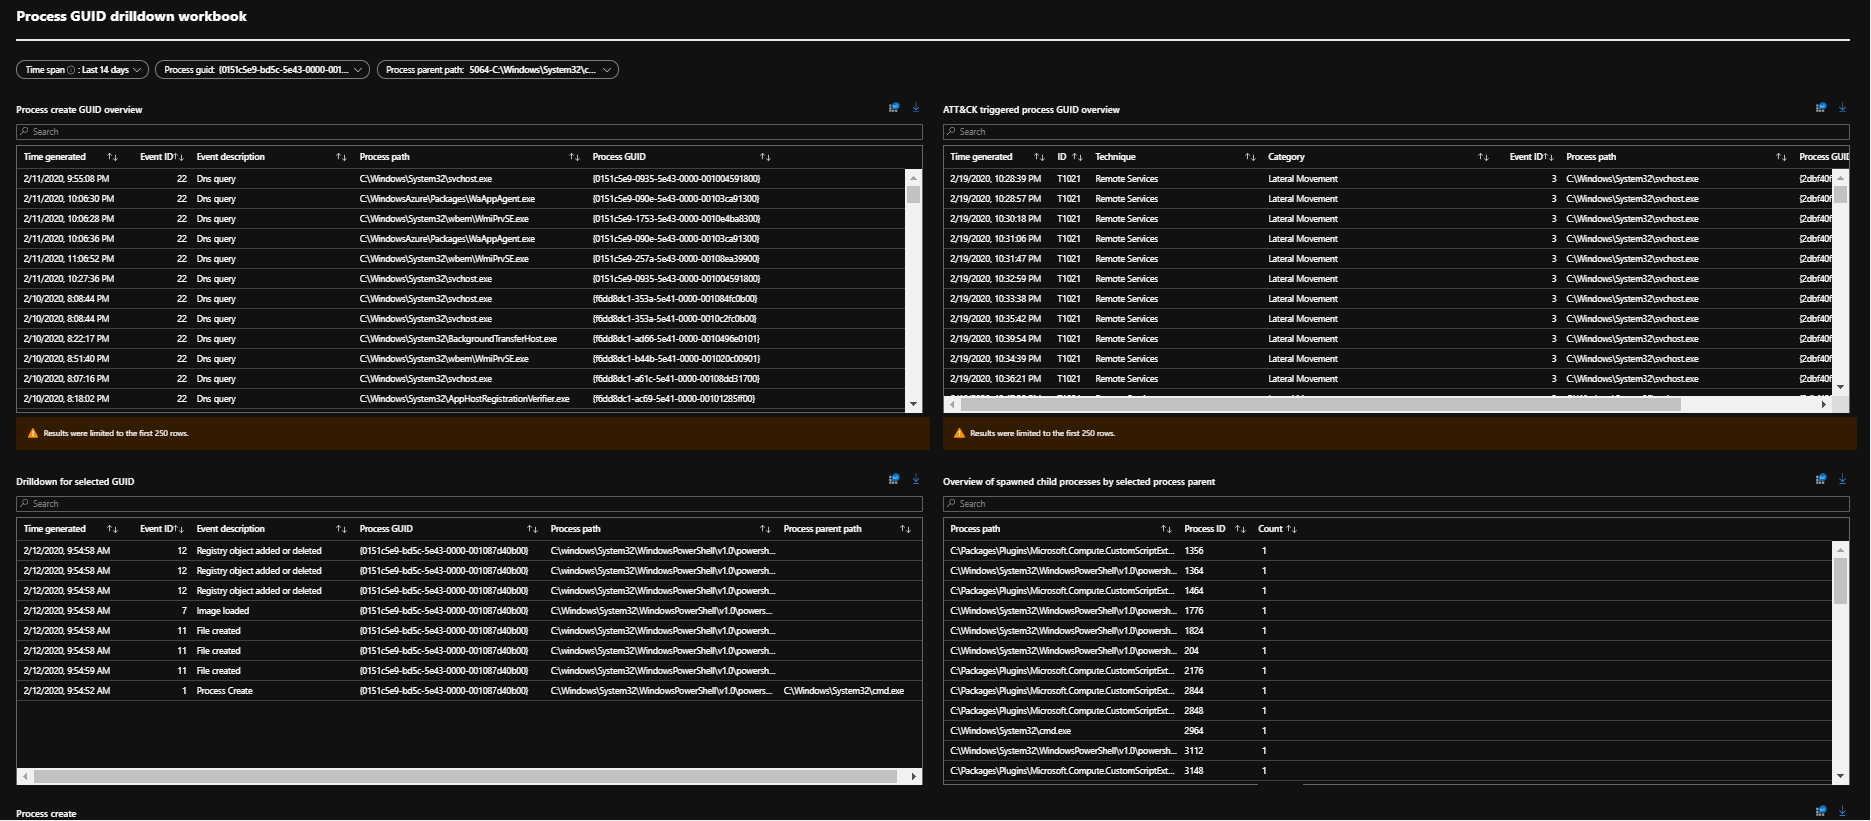 Process GUID drilldown workbook
Time span : Last 14 days
Process guid: {0151c5e9-bd5c-5e43-0000-001...
Process parent path: 5064-C:\Windows\System32\c...
Process create GUID overview
Search
Time generated Event ID Event description Process path Process GUID
2/11/2020, 9:55:08 PM 22 Dns query C:\Windows\System32\svchost.exe {0151c5e9-0935-5e43-0000-001004591800}
2/11/2020, 10:06:30 PM 22 Dns query C:\WindowsAzure\Packages\WaAppAgent.exe {0151c5e9-090e-5e43-0000-00103ca91300}
2/11/2020, 10:06:28 PM 22 Dns query C:\Windows\System32\wbem\WmiPrvSE.exe {0151c5e9-1753-5e43-0000-0010e4ba8300}
2/11/2020, 10:06:36 PM 22 Dns query C:\WindowsAzure\Packages\WaAppAgent.exe {0151c5e9-090e-5e43-0000-00103ca91300}
2/11/2020, 11:06:52 PM 22 Dns query C:\Windows\System32\wbem\WmiPrvSE.exe {0151c5e9-257a-5e43-0000-00108ea39900}
2/11/2020, 10:27:36 PM 22 Dns query C:\Windows\System32\svchost.exe {0151c5e9-0935-5e43-0000-001004591800}
2/10/2020, 8:08:44 PM 22 Dns query C:\Windows\System32\svchost.exe {f6dd8dc1-353a-5e41-0000-001084fc0b00}
2/10/2020, 8:08:44 PM 22 Dns query C:\Windows\System32\svchost.exe {f6dd8dc1-353a-5e41-0000-0010c2fc0b00}
2/10/2020, 8:22:17 PM 22 Dns query C:\Windows\System32\BackgroundTransferHost.exe {f6dd8dc1-ad66-5e41-0000-0010496e0101}
2/10/2020, 8:51:40 PM 22 Dns query C:\Windows\System32\wbem\WmiPrvSE.exe {f6dd8dc1-b44b-5e41-0000-001020c00901}
2/10/2020, 8:07:16 PM 22 Dns query C:\Windows\System32\svchost.exe {f6dd8dc1-a61c-5e41-0000-00108dd31700}
2/10/2020, 8:18:02 PM 22 Dns query C:\Windows\System32\AppHostRegistrationVerifier.exe {f6dd8dc1-ac69-5e41-0000-00101285ff00}
Results were limited to the first 250 rows.
ATT&CK triggered process GUID overview
Search
Time generated ID Technique Category Event ID Process path Process GUID
2/19/2020, 10:28:39 PM T1021 Remote Services Lateral Movement 3 C:\Windows\System32\svchost.exe {2dbf40f
2/19/2020, 10:28:57 PM T1021 Remote Services Lateral Movement 3 C:\Windows\System32\svchost.exe {2dbf40f
2/19/2020, 10:30:18 PM T1021 Remote Services Lateral Movement 3 C:\Windows\System32\svchost.exe {2dbf40f
2/19/2020, 10:31:06 PM T1021 Remote Services Lateral Movement 3 C:\Windows\System32\svchost.exe {2dbf40f
2/19/2020, 10:31:47 PM T1021 Remote Services Lateral Movement 3 C:\Windows\System32\svchost.exe {2dbf40f
2/19/2020, 10:32:59 PM T1021 Remote Services Lateral Movement 3 C:\Windows\System32\svchost.exe {2dbf40f
2/19/2020, 10:33:38 PM T1021 Remote Services Lateral Movement 3 C:\Windows\System32\svchost.exe {2dbf40f
2/19/2020, 10:35:42 PM T1021 Remote Services Lateral Movement 3 C:\Windows\System32\svchost.exe {2dbf40f
2/19/2020, 10:39:54 PM T1021 Remote Services Lateral Movement 3 C:\Windows\System32\svchost.exe {2dbf40f
2/19/2020, 10:34:39 PM T1021 Remote Services Lateral Movement 3 C:\Windows\System32\svchost.exe {2dbf40f
2/19/2020, 10:36:21 PM T1021 Remote Services Lateral Movement 3 C:\Windows\System32\svchost.exe {2dbf40f
Results were limited to the first 250 rows.
Drilldown for selected GUID
Search
Time generated Event ID Event description Process GUID Process path Process parent path
2/12/2020, 9:54:58 AM 12 Registry object added or deleted {0151c5e9-bd5c-5e43-0000-001087d40b00} C:\windows\System32\WindowsPowerShell\v1.0\powersh...
2/12/2020, 9:54:58 AM 12 Registry object added or deleted {0151c5e9-bd5c-5e43-0000-001087d40b00} C:\windows\System32\WindowsPowerShell\v1.0\powersh...
2/12/2020, 9:54:58 AM 12 Registry object added or deleted {0151c5e9-bd5c-5e43-0000-001087d40b00} C:\windows\System32\WindowsPowerShell\v1.0\powersh...
2/12/2020, 9:54:58 AM 7 Image loaded {0151c5e9-bd5c-5e43-0000-001087d40b00} C:\Windows\System32\WindowsPowerShell\v1.0\powers...
2/12/2020, 9:54:58 AM 11 File created {0151c5e9-bd5c-5e43-0000-001087d40b00} C:\windows\System32\WindowsPowerShell\v1.0\powersh...
2/12/2020, 9:54:58 AM 11 File created {0151c5e9-bd5c-5e43-0000-001087d40b00} C:\windows\System32\WindowsPowerShell\v1.0\powersh...
2/12/2020, 9:54:59 AM 11 File created {0151c5e9-bd5c-5e43-0000-001087d40b00} C:\windows\System32\WindowsPowerShell\v1.0\powersh...
2/12/2020, 9:54:52 AM 1 Process Create {0151c5e9-bd5c-5e43-0000-001087d40b00} C:\Windows\System32\WindowsPowerShell\v1.0\powers... C:\Windows\System32\cmd.exe
Overview of spawned child processes by selected process parent
Search
Process path Process ID Count
C:\Packages\Plugins\Microsoft.Compute.CustomScriptExt... 1356 1
C:\Windows\System32\WindowsPowerShell\v1.0\powersh... 1364 1
C:\Packages\Plugins\Microsoft.Compute.CustomScriptExt... 1464 1
C:\Windows\System32\WindowsPowerShell\v1.0\powersh... 1776 1
C:\Windows\System32\WindowsPowerShell\v1.0\powersh... 1824 1
C:\Windows\System32\WindowsPowerShell\v1.0\powersh... 204 1
C:\Packages\Plugins\Microsoft.Compute.CustomScriptExt... 2176 1
C:\Packages\Plugins\Microsoft.Compute.CustomScriptExt... 2844 1
C:\Packages\Plugins\Microsoft.Compute.CustomScriptExt... 2848 1
C:\Windows\System32\cmd.exe 2964 1
C:\Windows\System32\WindowsPowerShell\v1.0\powersh... 3112 1
C:\Packages\Plugins\Microsoft.Compute.CustomScriptExt... 3148 1
Process create